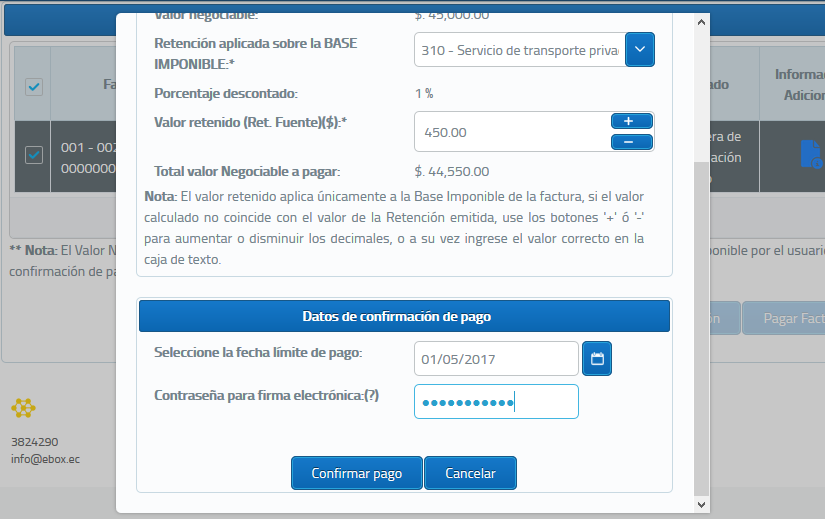 Valor negociable: $. 45,000.00
Retención aplicada sobre la BASE
IMPONIBLE:*
310 - Servicio de transporte priva
Porcentaje descontado: 1 %
Valor retenido (Ret. Fuente)($):* 450.00
+
−
Total valor Negociable a pagar: $. 44,550.00
Nota: El valor retenido aplica únicamente a la Base Imponible de la factura, si el valor
calculado no coincide con el valor de la Retención emitida, use los botones '+' ó '-'
para aumentar o disminuir los decimales, o a su vez ingrese el valor correcto en la
caja de texto.
Datos de confirmación de pago
Seleccione la fecha límite de pago: 01/05/2017
Contraseña para firma electrónica:(?) ●●●●●●●●●●●
Confirmar pago Cancelar
Fa
001 - 002
0000000
** Nota: El Valor N
confirmación de pa
3824290
info@ebox.ec
ado
Informac
Adicion
era de
ación
o
ponible por el usuari
ón
Pagar Fact